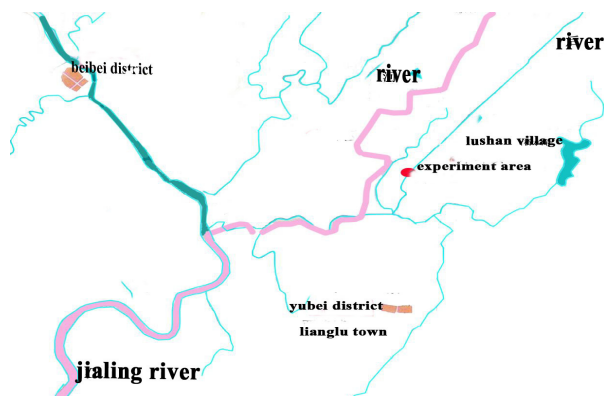 river
beibei district
river
lushan village
experiment area
yubei district
lianglu town
jialing river